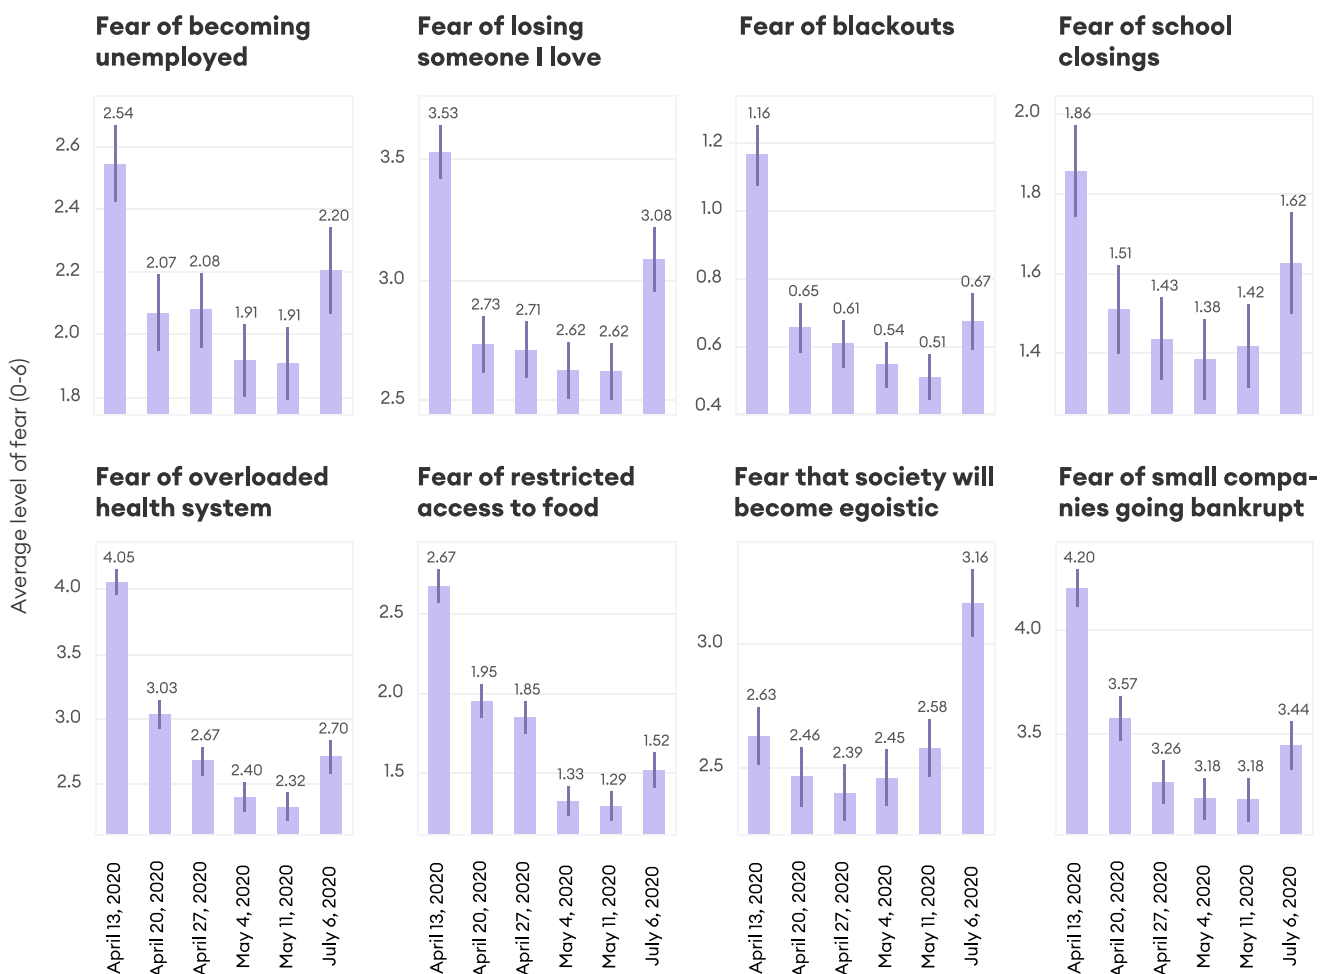 Fear of becoming
unemployed
Fear of losing
someone I love
Fear of blackouts
Fear of school
closings
2.6
2.4
2.2
2.0
1.8
2.54
2.07
2.08
1.91
1.91
2.20
3.5
3.0
2.5
3.53
2.73
2.71
2.62
2.62
3.08
1.2
1.0
0.8
0.6
0.4
1.16
0.65
0.61
0.54
0.51
0.67
2.0
1.8
1.6
1.4
1.86
1.51
1.43
1.38
1.42
1.62
Average level of fear (0-6)
Fear of overloaded
health system
Fear of restricted
access to food
Fear that society will
become egoistic
Fear of small compa-
nies going bankrupt
4.0
3.5
3.0
2.5
4.05
3.03
2.67
2.40
2.32
2.70
2.5
2.0
1.5
2.67
1.95
1.85
1.33
1.29
1.52
3.0
2.5
2.63
2.46
2.39
2.45
2.58
3.16
4.0
3.5
4.20
3.57
3.26
3.18
3.18
3.44
April 13, 2020
April 20, 2020
April 27, 2020
May 4, 2020
May 11, 2020
July 6, 2020
April 13, 2020
April 20, 2020
April 27, 2020
May 4, 2020
May 11, 2020
July 6, 2020
April 13, 2020
April 20, 2020
April 27, 2020
May 4, 2020
May 11, 2020
July 6, 2020
April 13, 2020
April 20, 2020
April 27, 2020
May 4, 2020
May 11, 2020
July 6, 2020